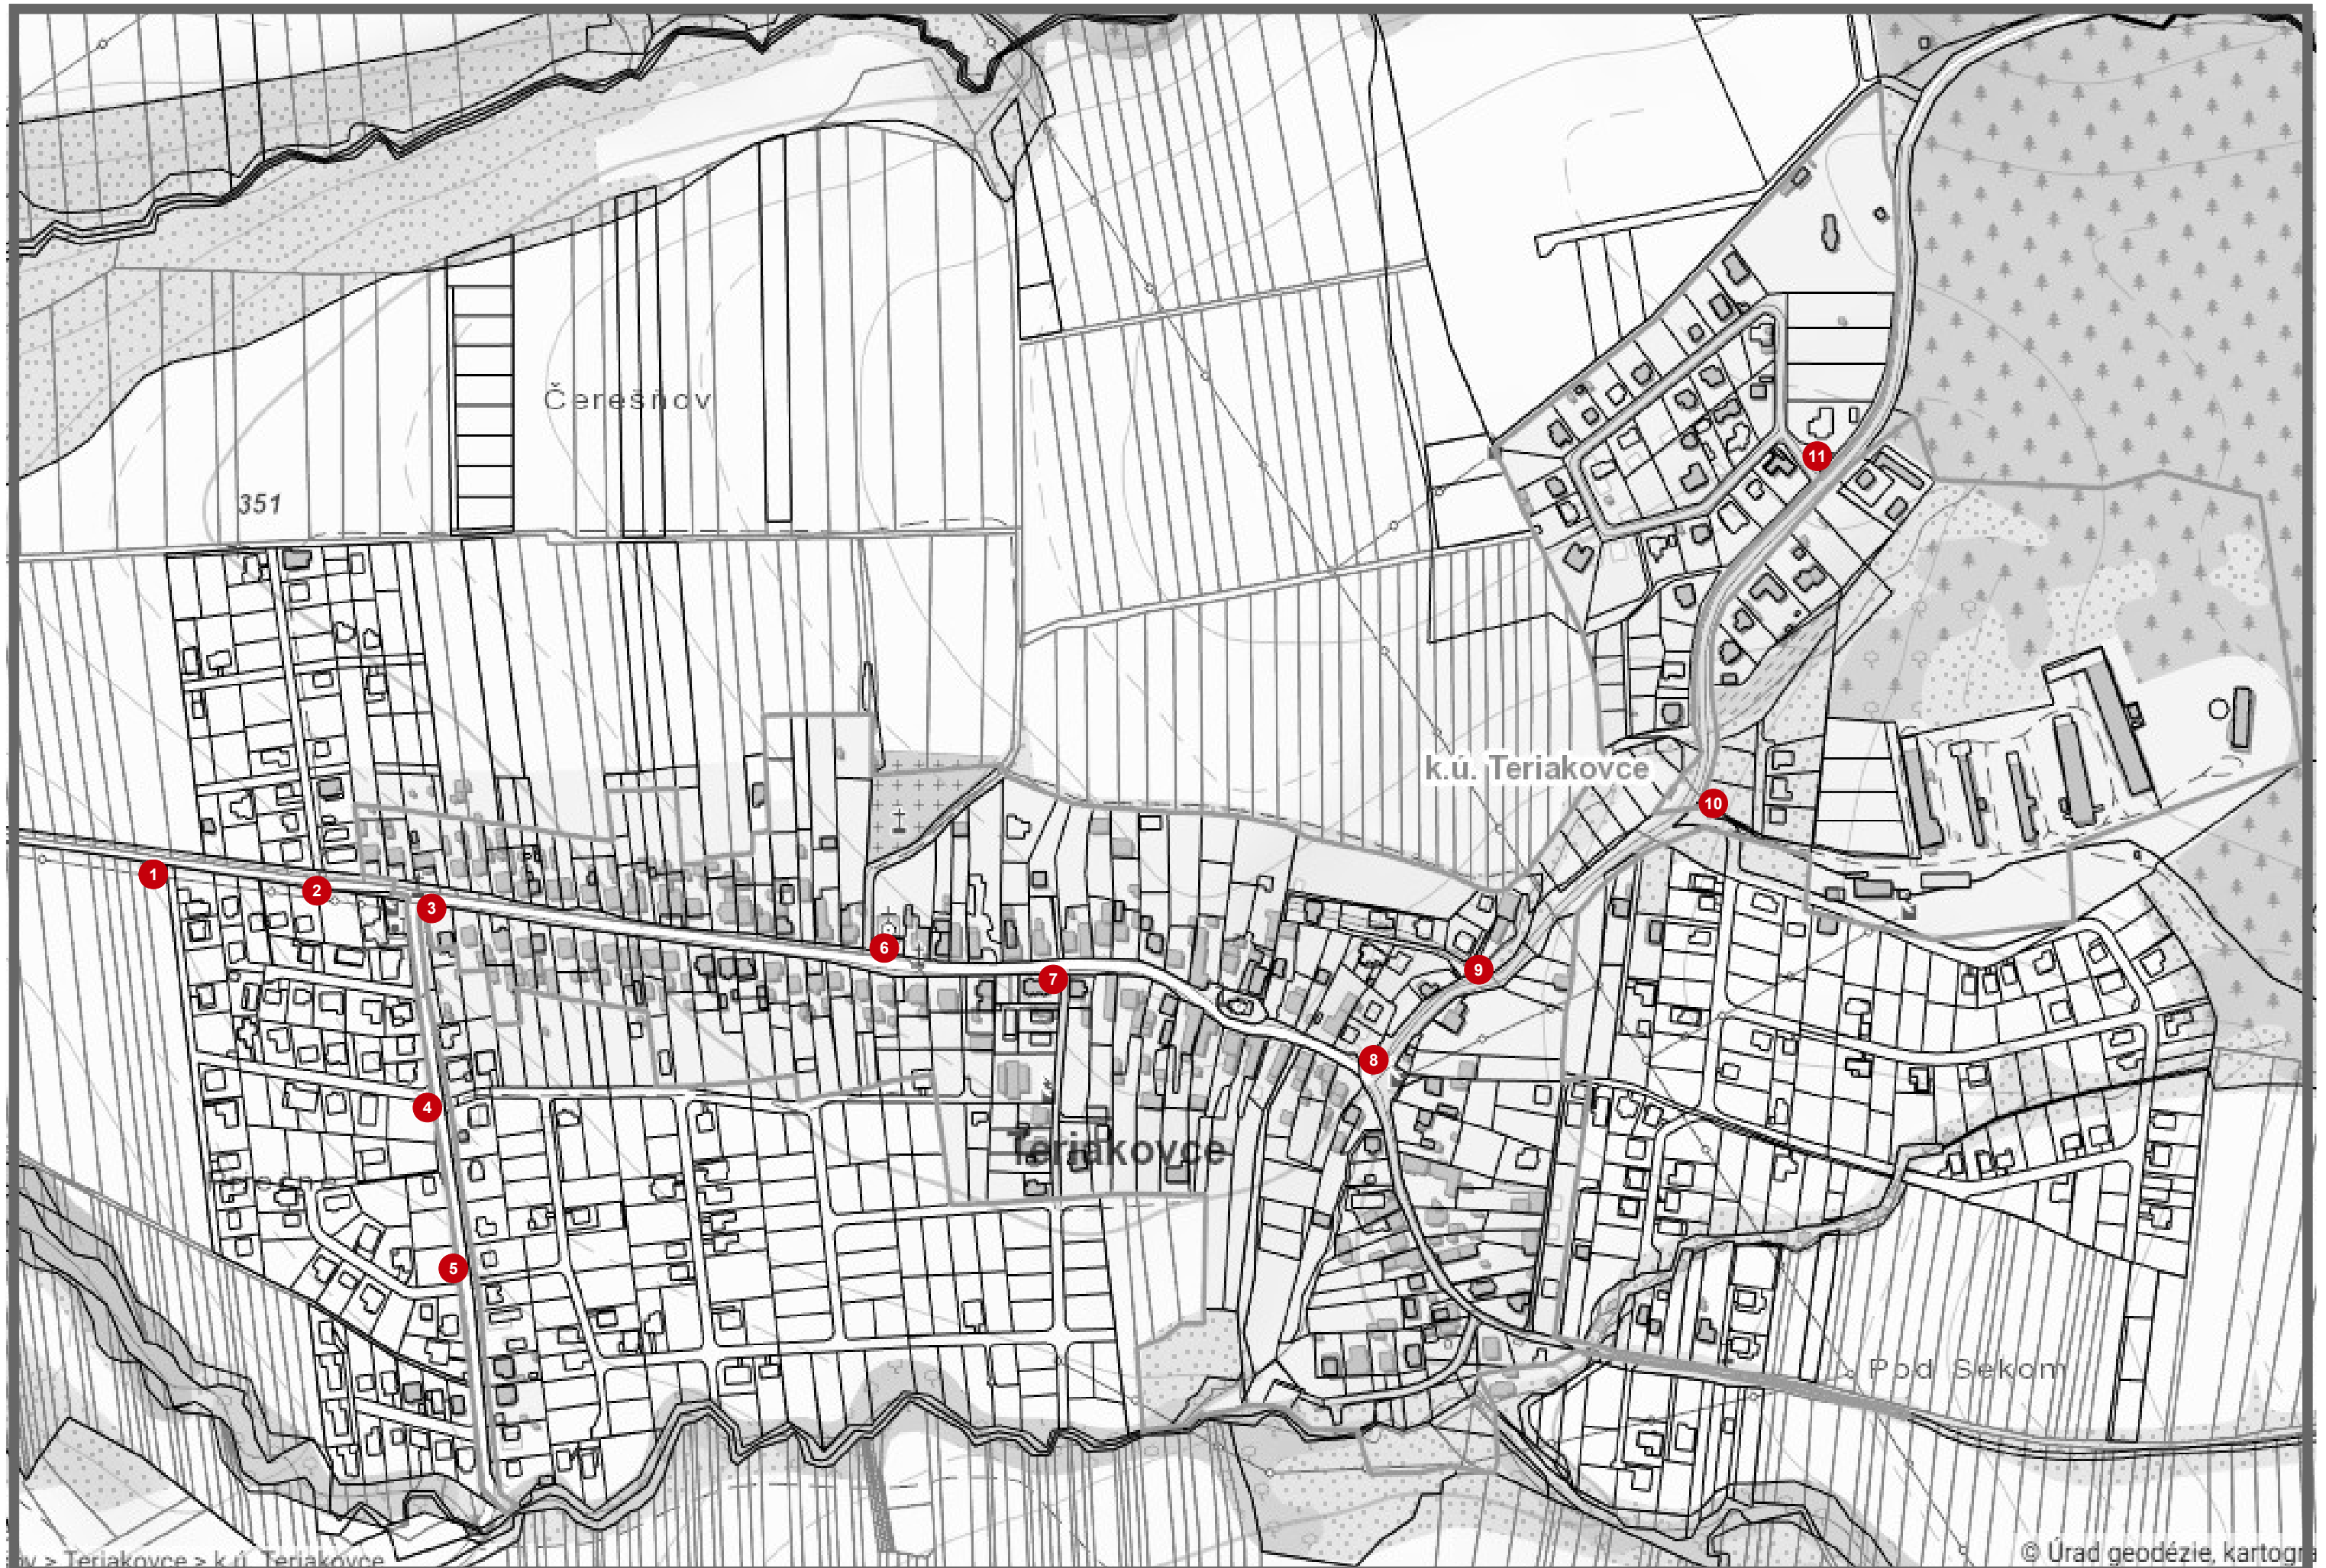 Čerešňov
351
11
k.ú. Teriakovce
10
1
2
3
6
7
9
8
4
Teriakovce
5
Pod Sekom
> Teriakovce > k.ú. Teriakovce
© Úrad geodézie, kartogra